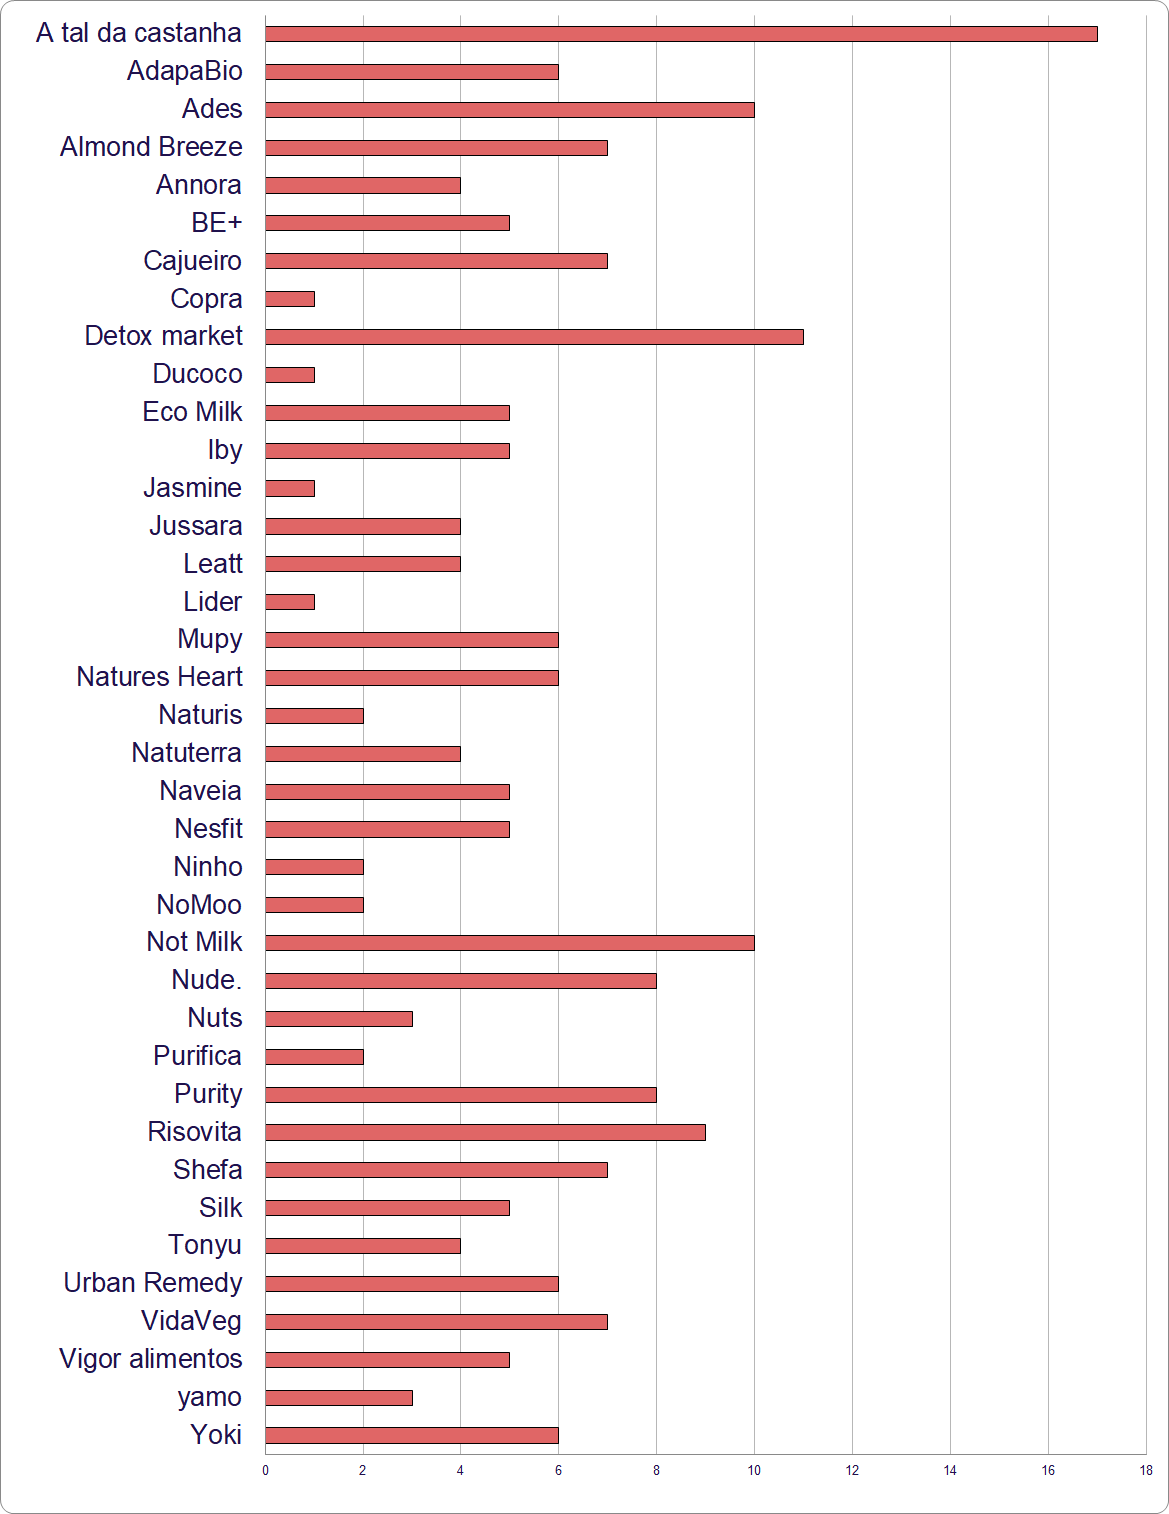 A tal da castanha
AdapaBio
Ades
Almond Breeze
Annora
BE+
Cajueiro
Copra
Detox market
Ducoco
Eco Milk
Iby
Jasmine
Jussara
Leatt
Lider
Mupy
Natures Heart
Naturis
Natuterra
Naveia
Nesfit
Ninho
NoMoo
Not Milk
Nude.
Nuts
Purifica
Purity
Risovita
Shefa
Silk
Tonyu
Urban Remedy
VidaVeg
Vigor alimentos
yamo
Yoki
0 2 4 6 8 10 12 14 16 18